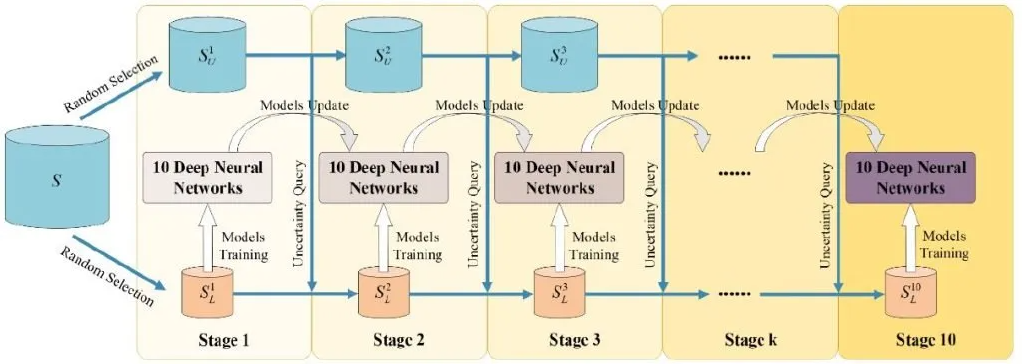 Random Selection
S
Random Selection
S_U^1
S_U^2
S_U^3
......
Models Update
Models Update
Models Update
Models Update
10 Deep Neural
Networks
10 Deep Neural
Networks
10 Deep Neural
Networks
......
10 Deep Neural
Networks
Models
Training
Uncertainty Query
Models
Training
Uncertainty Query
Models
Training
Uncertainty Query
Uncertainty Query
Models
Training
S_L^1
S_L^2
S_L^3
......
S_L^10
Stage 1
Stage 2
Stage 3
Stage k
Stage 10